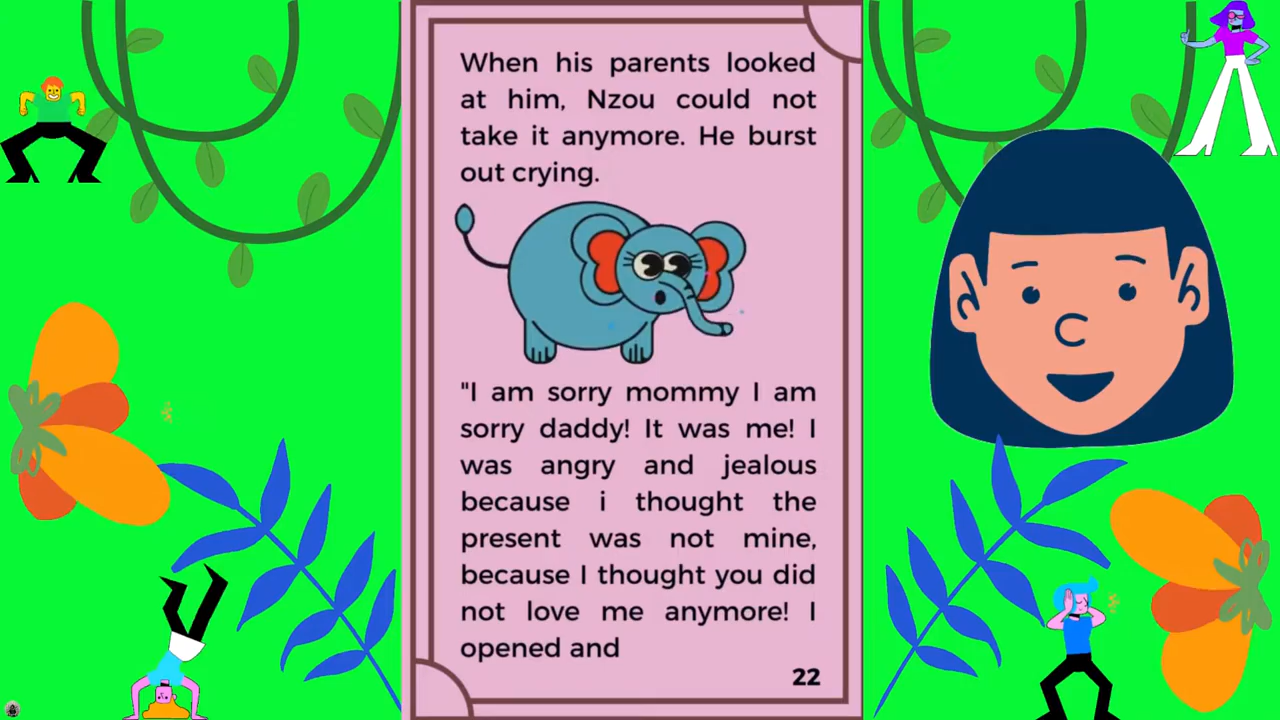 When his parents looked
at him, Nzou could not
take it anymore. He burst
out crying.
"I am sorry mommy I am
sorry daddy! It was me! I
was angry and jealous
because i thought the
present was not mine,
because I thought you did
not love me anymore! I
opened and
22